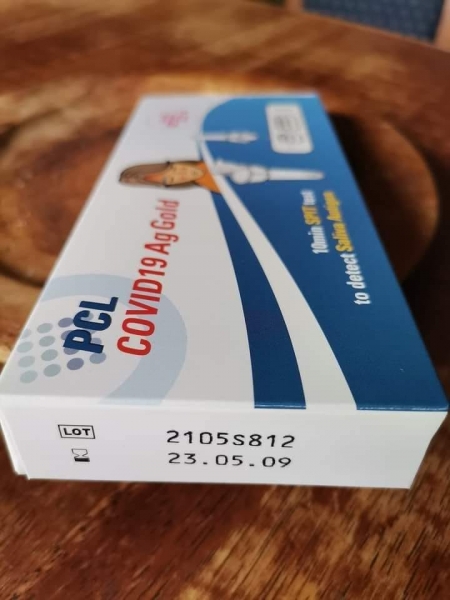 PCL
COVID19 Ag Gold
10min SPIT test
to detect Saliva Antigen
LOT
2105S812
23.05.09